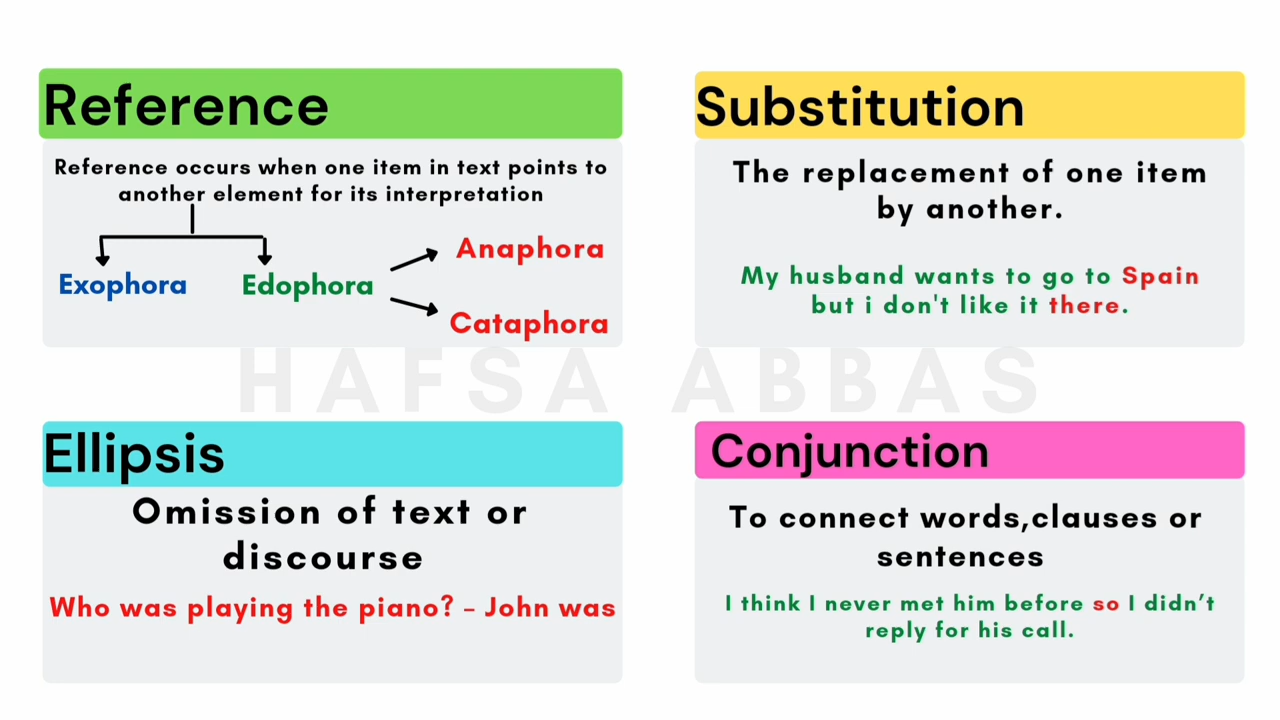 Reference
Reference occurs when one item in text points to
another element for its interpretation
Exophora
Edophora
Anaphora
Cataphora
Substitution
The replacement of one item
by another.
My husband wants to go to Spain
but i don't like it there.
HAFSA ABBAS
Ellipsis
Omission of text or
discourse
Who was playing the piano? – John was
Conjunction
To connect words,clauses or
sentences
I think I never met him before so I didn’t
reply for his call.